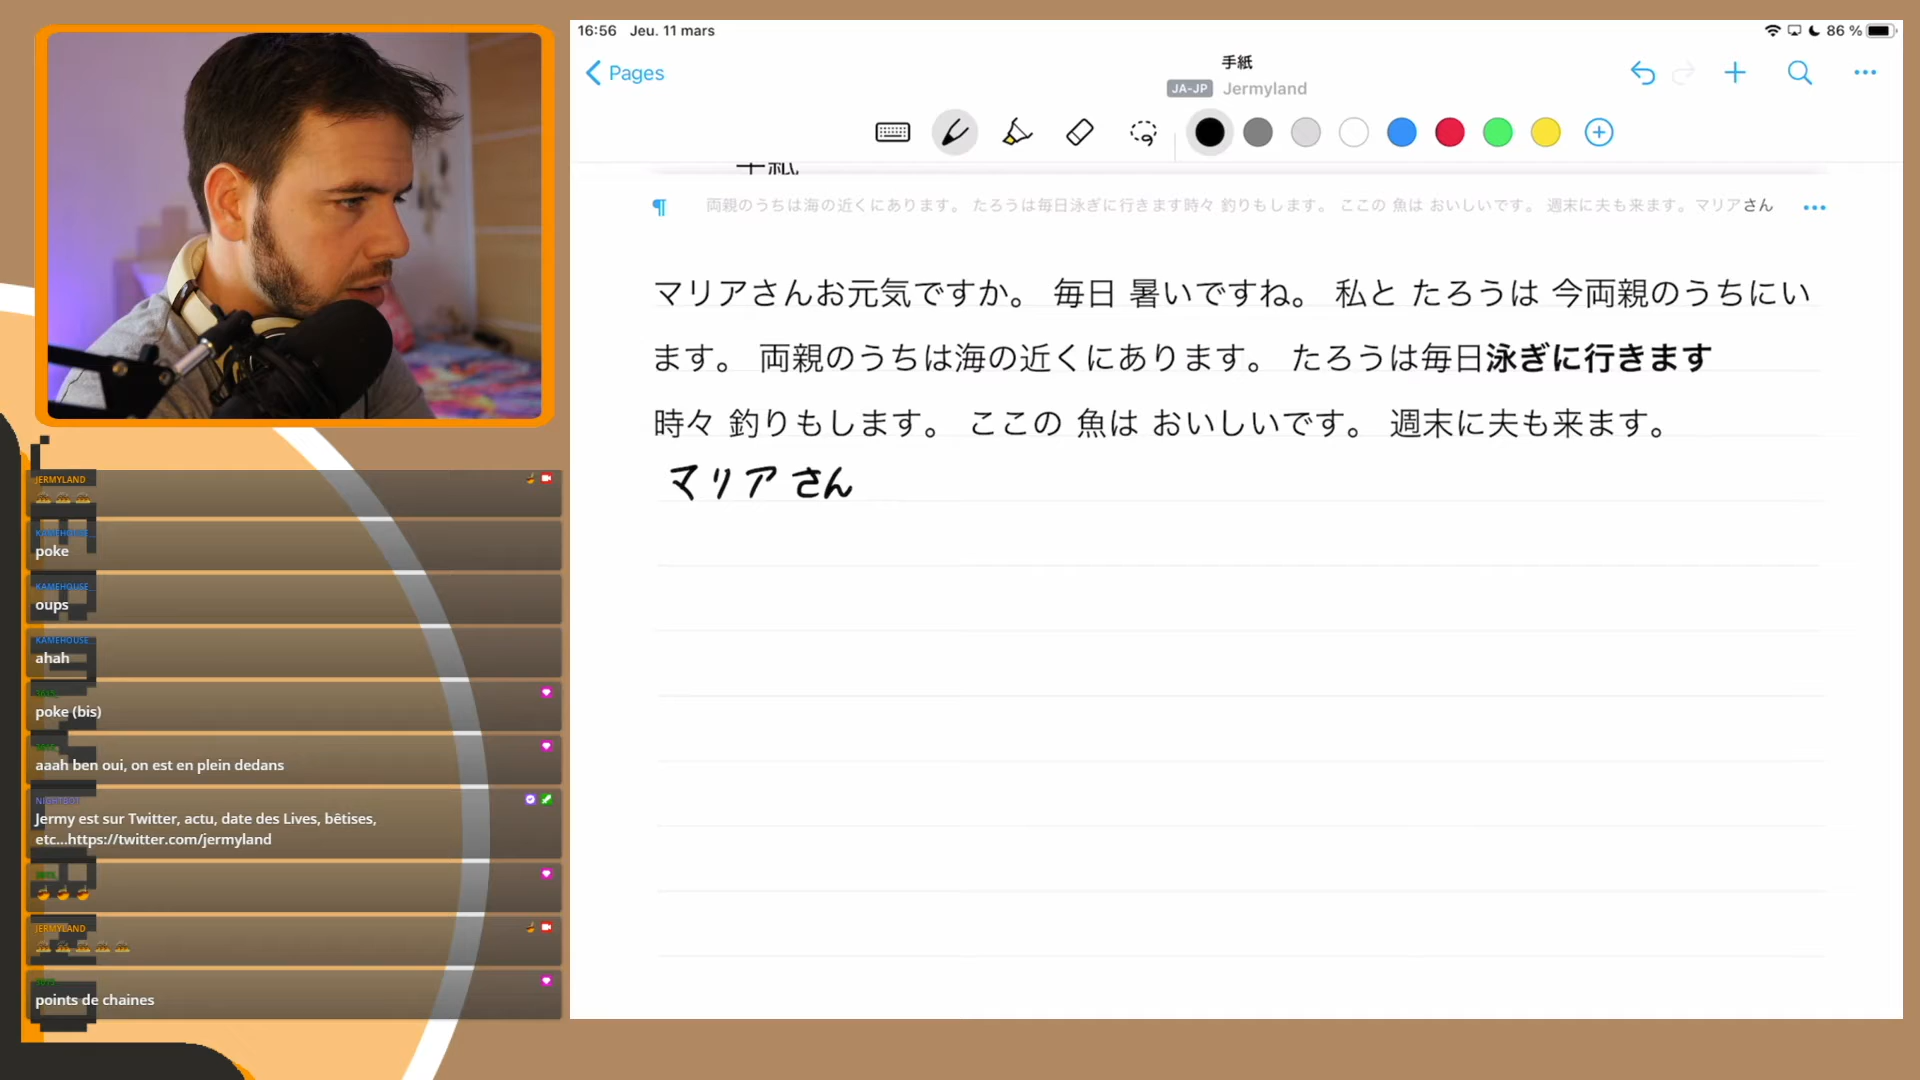 16:56 Jeu. 11 mars
86 %
Pages
手紙
JA-JP Jermyland
手紙
¶ 両親のうちは海の近くにあります。 たろうは毎日泳ぎに行きます時々 釣りもします。 ここの 魚は おいしいです。 週末に夫も来ます。マリアさん
マリアさんお元気ですか。 毎日 暑いですね。 私と たろうは 今両親のうちにい
ます。 両親のうちは海の近くにあります。 たろうは毎日泳ぎに行きます
時々 釣りもします。 ここの 魚は おいしいです。 週末に夫も来ます。
マリアさん
JERMYLAND
KAMEHOUSE
poke
KAMEHOUSE
oups
KAMEHOUSE
ahah
poke (bis)
aaah ben oui, on est en plein dedans
NIGHTBOT
Jermy est sur Twitter, actu, date des Lives, bêtises,
etc...https://twitter.com/jermyland
JERMYLAND
points de chaines